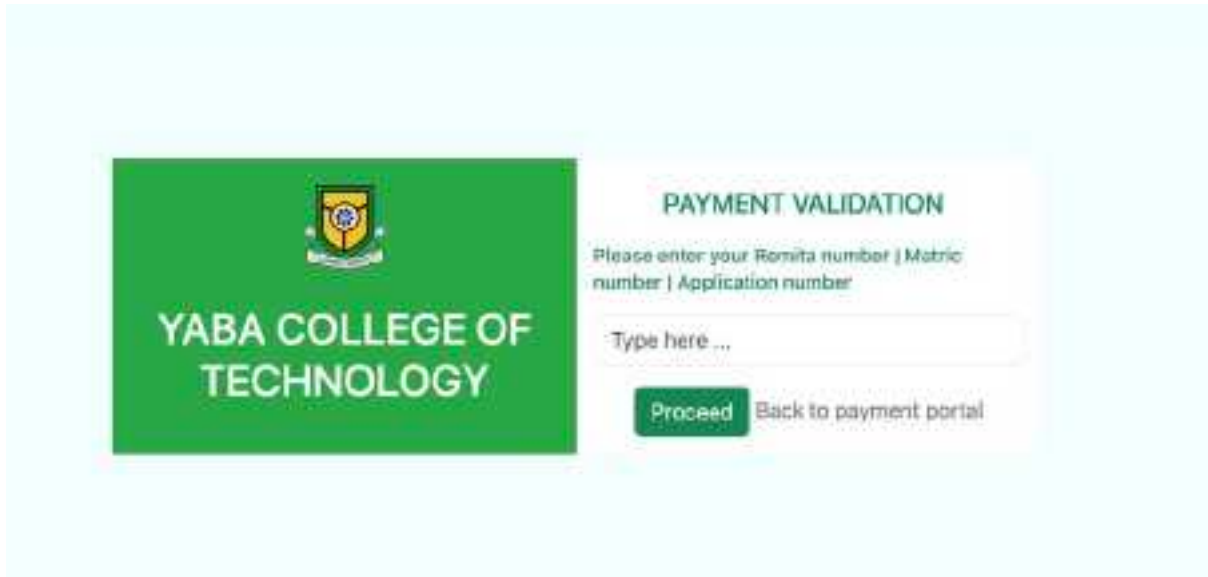 YABA COLLEGE OF
TECHNOLOGY
PAYMENT VALIDATION
Please enter your Remita number | Matric
number | Application number
Type here ...
Proceed
Back to payment portal